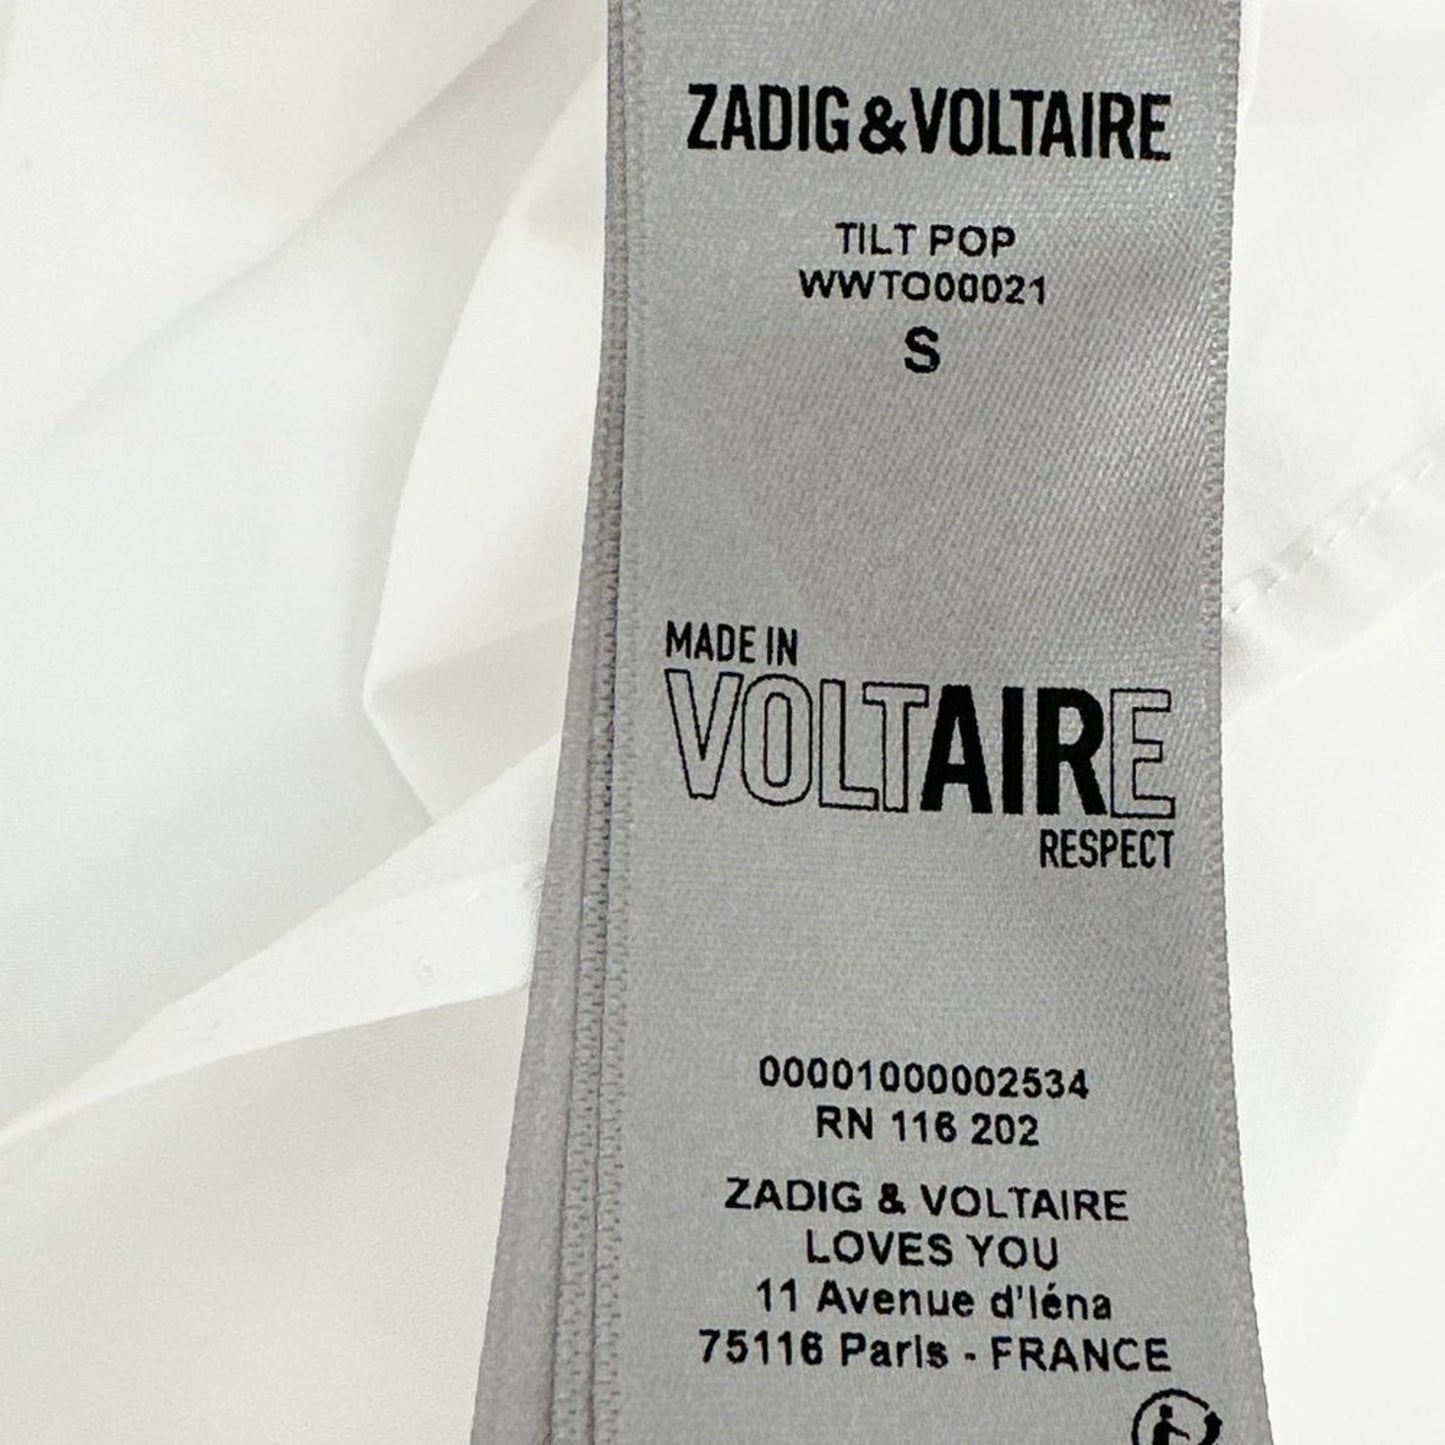 ZADIG&VOLTAIRE
TILT POP
WWTO00021
S
MADE IN
VOLTAIRE
RESPECT
00001000002534
RN 116 202
ZADIG & VOLTAIRE
LOVES YOU
11 Avenue d'Iéna
75116 Paris - FRANCE